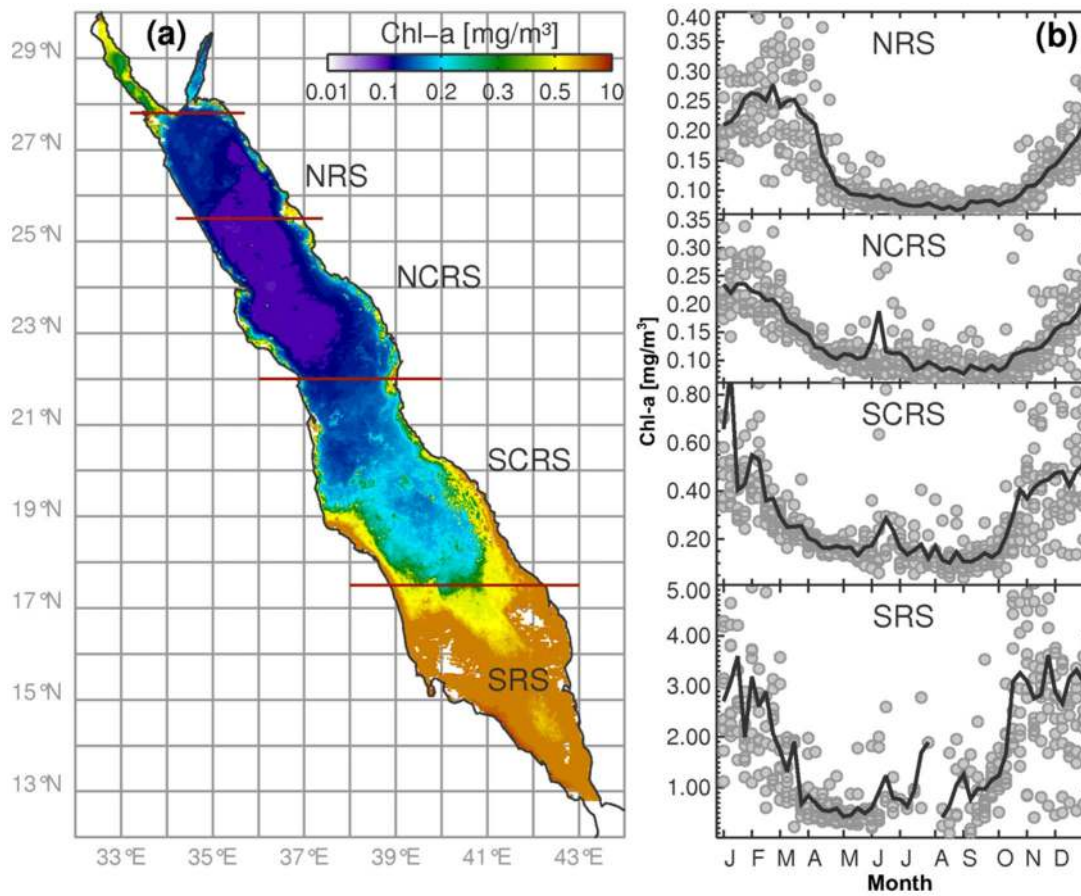 (a)
Chl-a [mg/m³]
0.01 0.1 0.2 0.3 0.5 10
29°N
27°N
25°N
23°N
21°N
19°N
17°N
15°N
13°N
NRS
NCRS
SCRS
SRS
33°E 35°E 37°E 39°E 41°E 43°E
(b)
Chl-a [mg/m³]
NRS
0.40
0.35
0.30
0.25
0.20
0.15
0.10
NCRS
0.35
0.25
0.20
0.15
0.10
SCRS
0.80
0.60
0.40
0.20
SRS
5.00
4.00
3.00
2.00
1.00
J F M A M J J A S O N D
Month